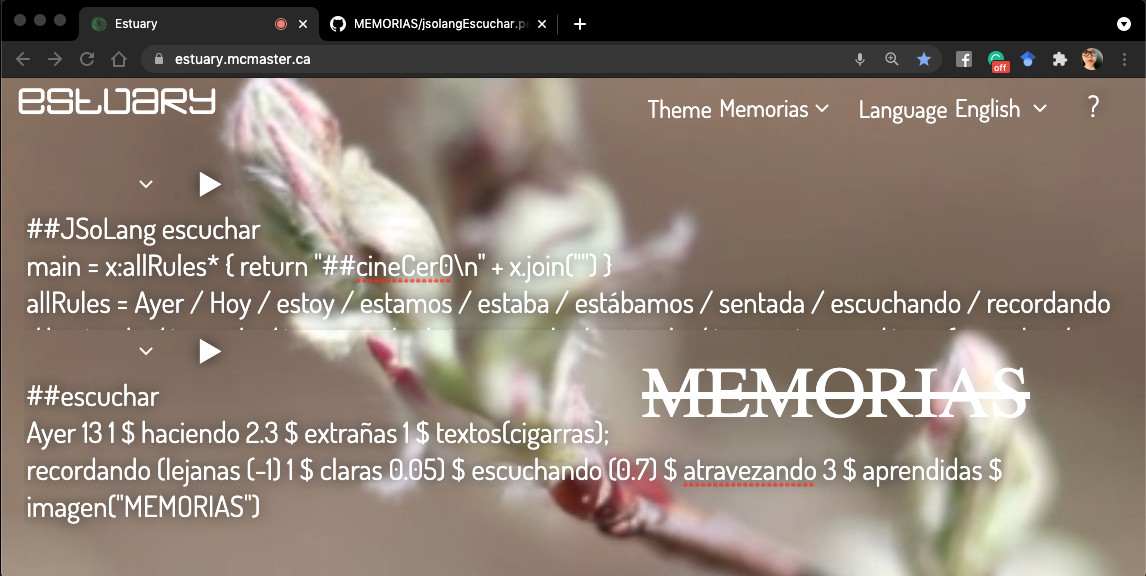 Estuary
MEMORIAS/jsolangEscuchar.pe
estuary.mcmaster.ca
off
estuary
Theme Memorias
Language English
?
##JSoLang escuchar
main = x:allRules* { return "##cineCer0\n" + x.join("") }
allRules = Ayer / Hoy / estoy / estamos / estaba / estábamos / sentada / escuchando / recordando
##escuchar
MEMORIAS
Ayer 13 1 $ haciendo 2.3 $ extrañas 1 $ textos(cigarras);
recordando (lejanas (-1) 1 $ claras 0.05) $ escuchando (0.7) $ atravezando 3 $ aprendidas $
imagen("MEMORIAS")